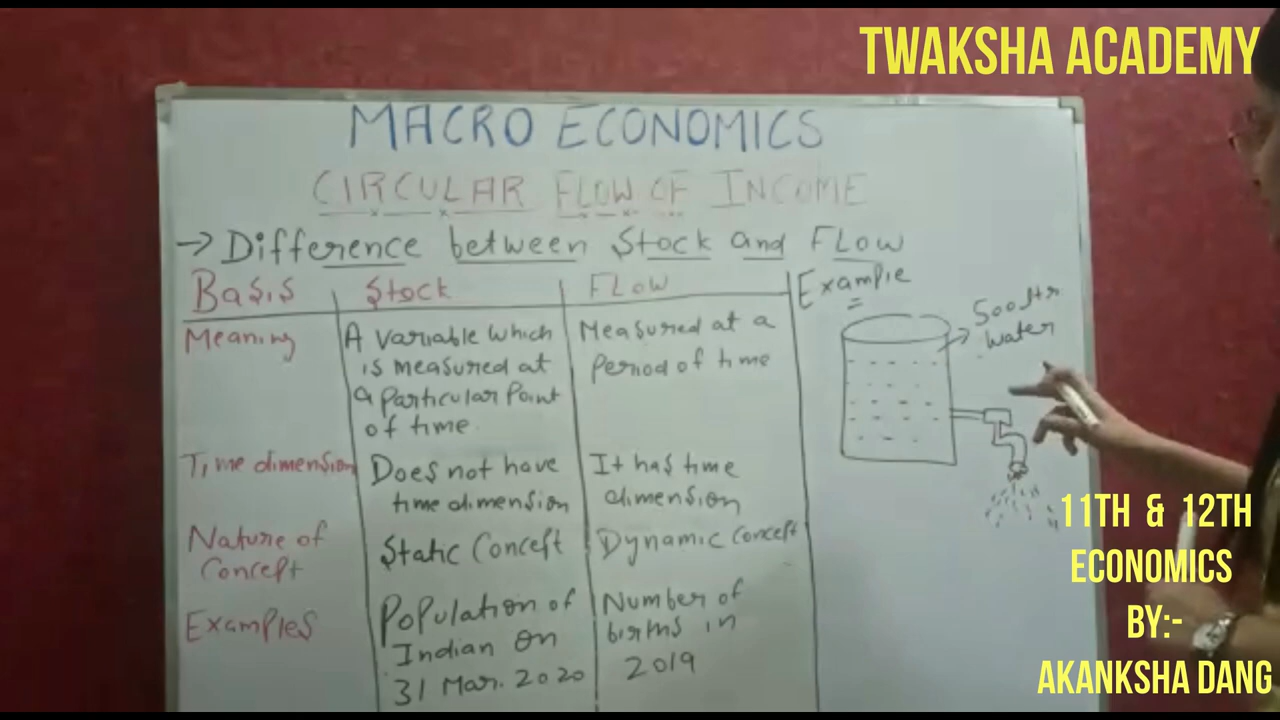 TWAKSHA ACADEMY
MACRO ECONOMICS
CIRCULAR FLOW OF INCOME
→ Difference between Stock and FLOW
Basis
Stock
FLOW
Example
Meaning
A variable which
is measured at
a particular Point
of time.
Measured at a
period of time
500 ltr
water
Time dimension
Does not have
time dimension
It has time
dimension
Nature of
Concept
Static Concept
Dynamic Concept
Examples
Population of
Indian on
31 Mar. 2020
Number of
births in
2019
11TH & 12TH
ECONOMICS
BY:-
AKANKSHA DANG